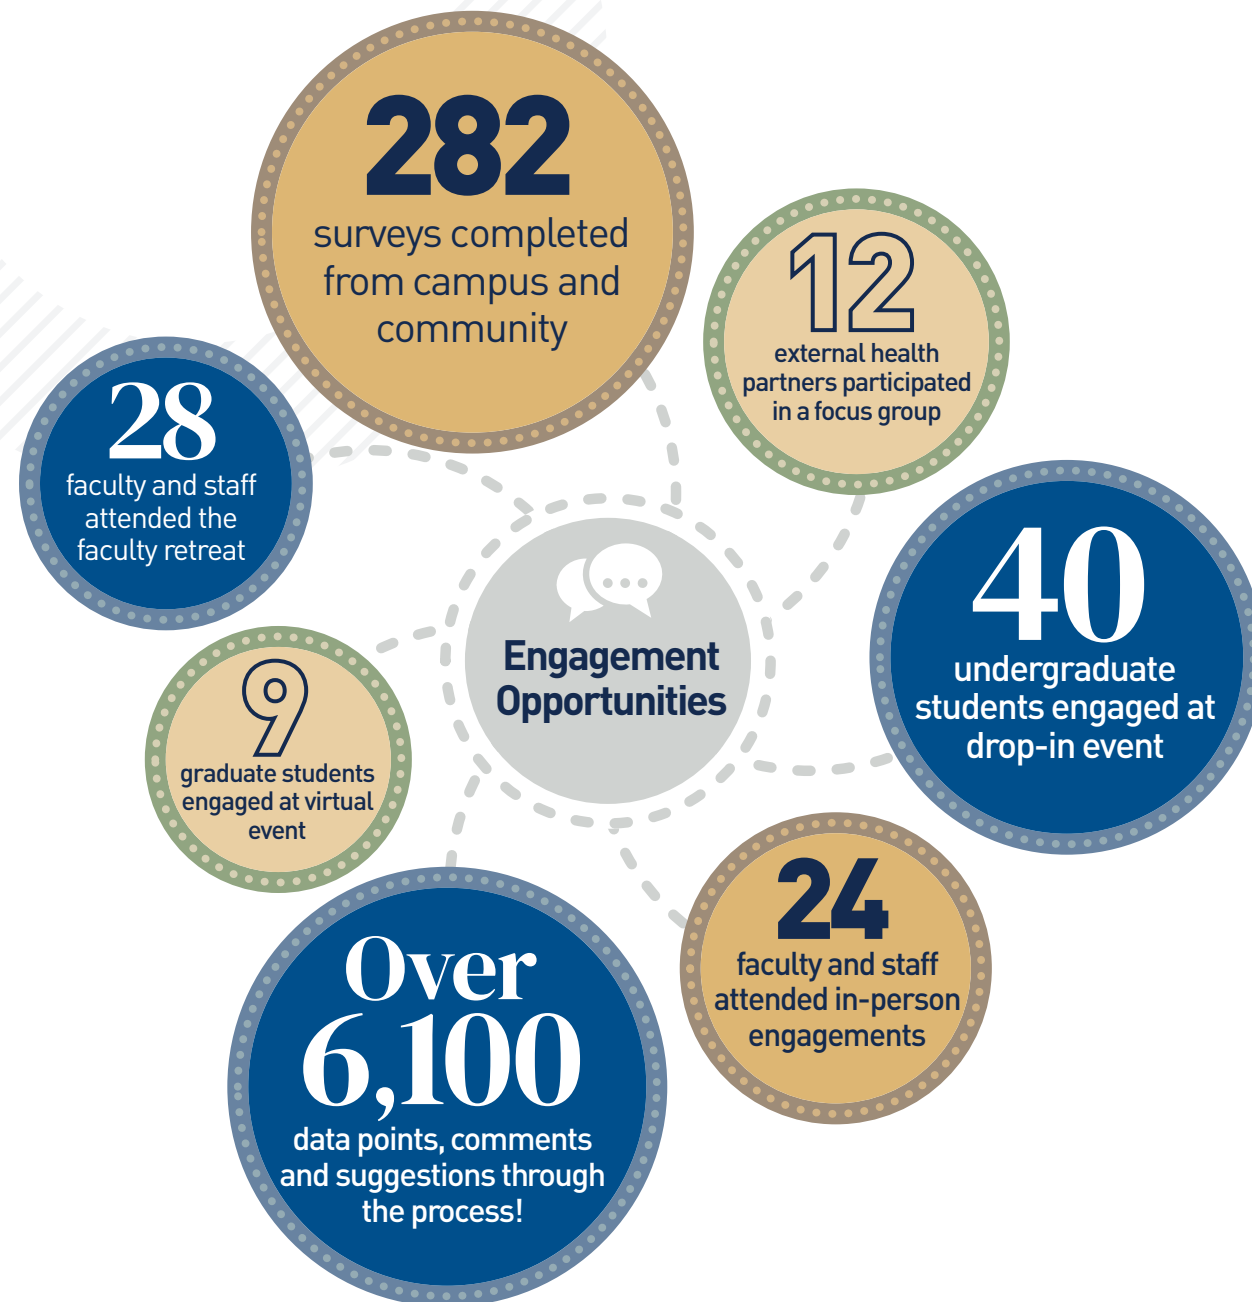 282
surveys completed
from campus and
community
12
external health
partners participated
in a focus group
28
faculty and staff
attended the
faculty retreat
40
undergraduate
students engaged at
drop-in event
Engagement
Opportunities
9
graduate students
engaged at virtual
event
24
faculty and staff
attended in-person
engagements
Over
6,100
data points, comments
and suggestions through
the process!